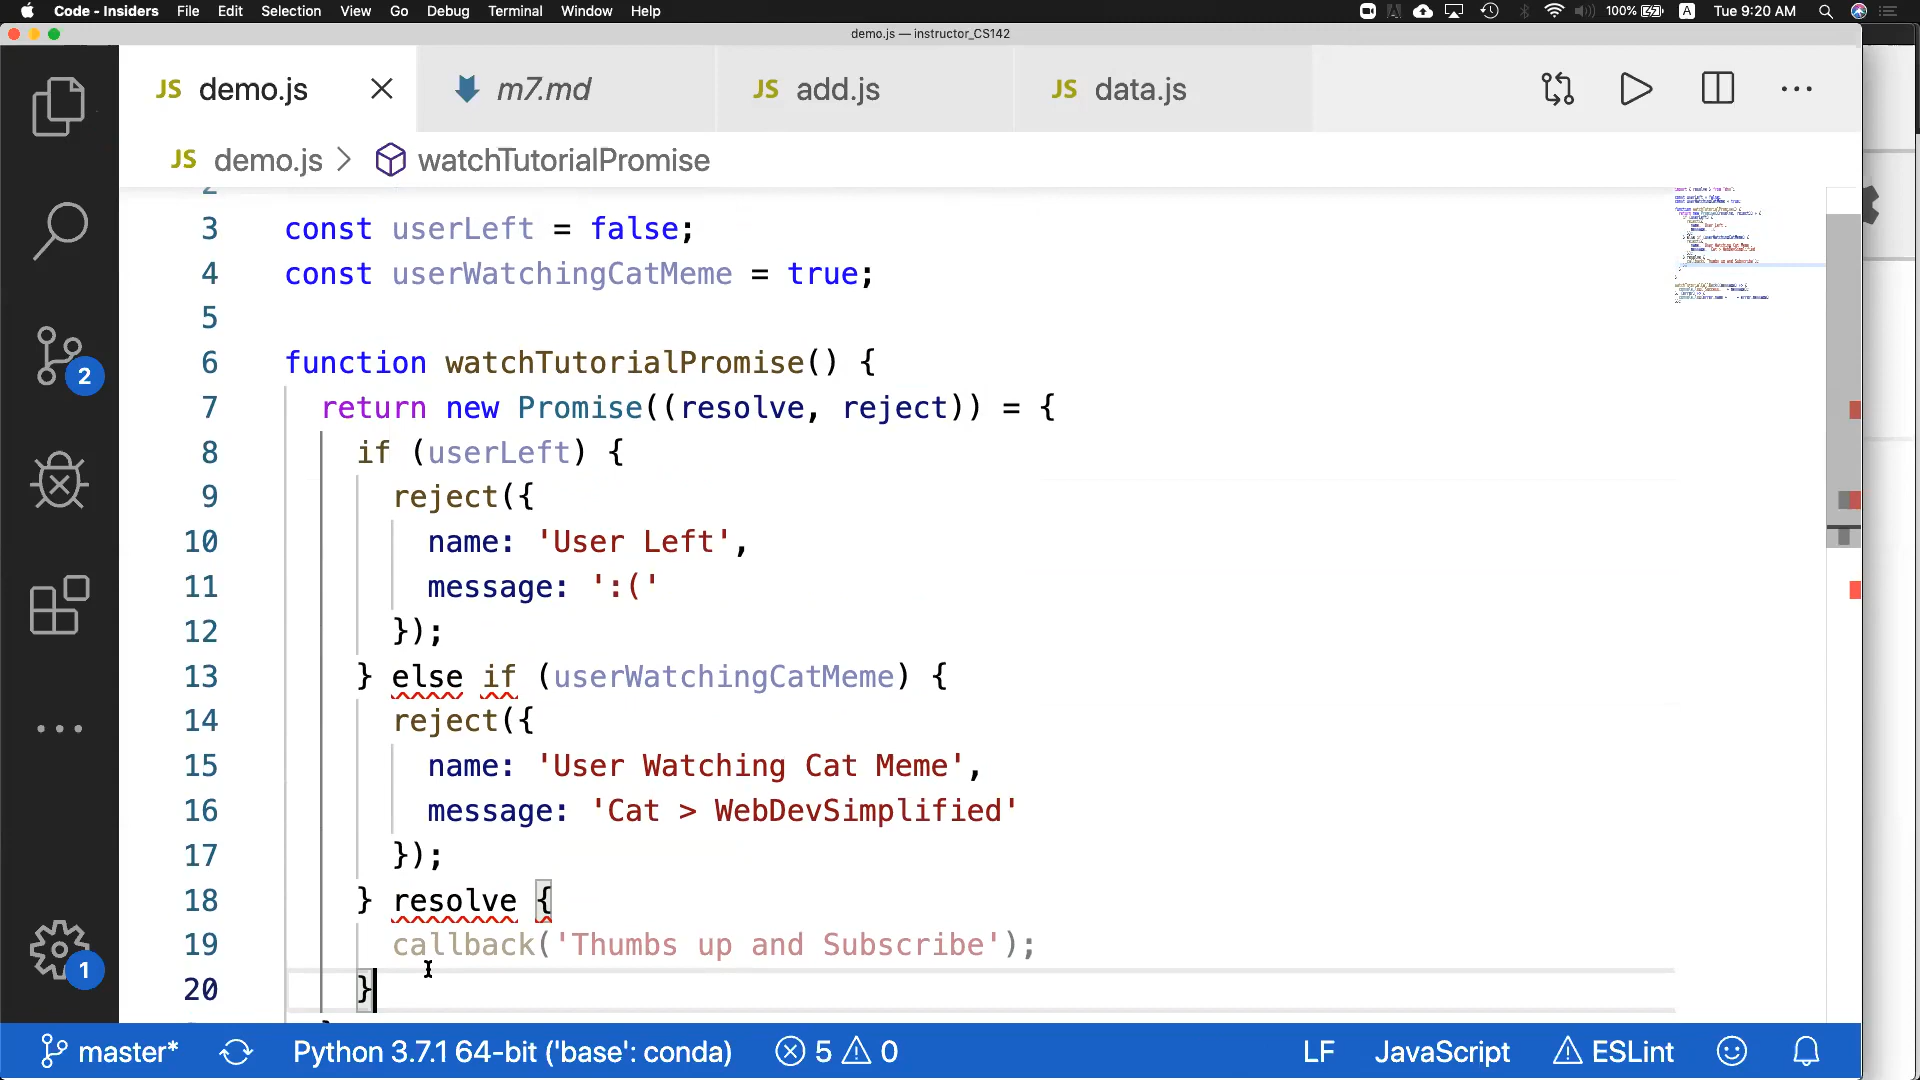 Code - Insiders File Edit Selection View Go Debug Terminal Window Help 100% A Tue 9:20 AM
demo.js — instructor_CS142
JS demo.js m7.md JS add.js JS data.js
JS demo.js > watchTutorialPromise
2
3 const userLeft = false;
4 const userWatchingCatMeme = true;
5
6 function watchTutorialPromise() {
7 return new Promise((resolve, reject)) = {
8 if (userLeft) {
9 reject({
10 name: 'User Left',
11 message: ':('
12 });
13 } else if (userWatchingCatMeme) {
14 reject({
15 name: 'User Watching Cat Meme',
16 message: 'Cat > WebDevSimplified'
17 });
18 } resolve {
19 callback('Thumbs up and Subscribe');
20 }
2
1
master* Python 3.7.1 64-bit ('base': conda) 5 0 LF JavaScript ESLint